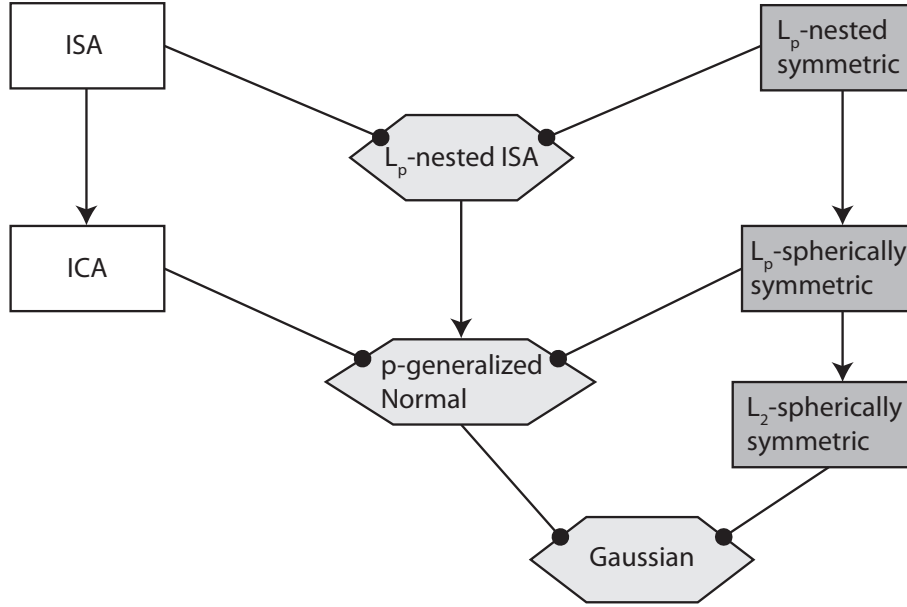 ISA
Lₚ-nested
symmetric
Lₚ-nested ISA
ICA
Lₚ-spherically
symmetric
p-generalized
Normal
L₂-spherically
symmetric
Gaussian